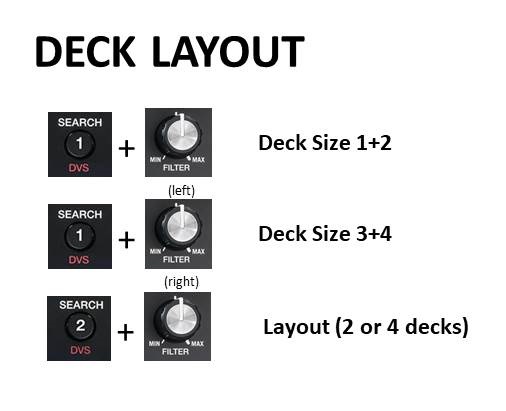 DECK LAYOUT
SEARCH
1
DVS
+
MIN MAX
FILTER
Deck Size 1+2
(left)
SEARCH
1
DVS
+
MIN MAX
FILTER
Deck Size 3+4
(right)
SEARCH
2
DVS
+
MIN MAX
FILTER
Layout (2 or 4 decks)